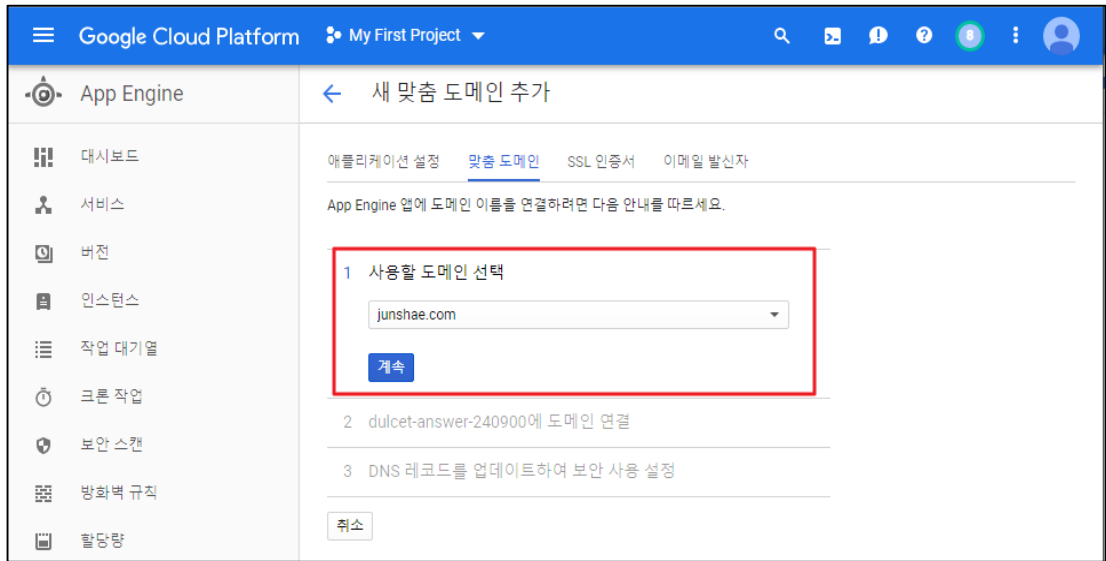 Google Cloud Platform
My First Project
8
App Engine
새 맞춤 도메인 추가
대시보드
서비스
버전
인스턴스
작업 대기열
크론 작업
보안 스캔
방화벽 규칙
할당량
애플리케이션 설정 맞춤 도메인 SSL 인증서 이메일 발신자
App Engine 앱에 도메인 이름을 연결하려면 다음 안내를 따르세요.
1 사용할 도메인 선택
junshae.com
계속
2 dulcet-answer-240900에 도메인 연결
3 DNS 레코드를 업데이트하여 보안 사용 설정
취소